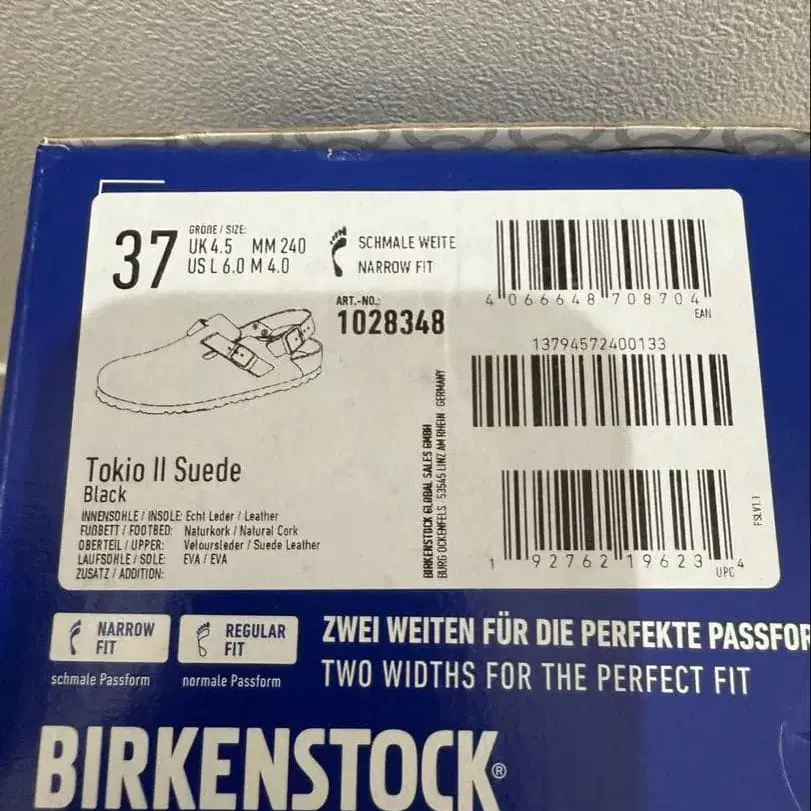 37
GRÖßE / SIZE:
UK 4.5 MM 240
US L 6.0 M 4.0
SCHMALE WEITE
NARROW FIT
ART.-NO.:
1028348
4 066648 708704
EAN
13794572400133
Tokio II Suede
Black
INNENSOHLE / INSOLE: Echt Leder / Leather
FUßBETT / FOOTBED: Naturkork / Natural Cork
OBERTEIL / UPPER: Veloursleder / Suede Leather
LAUFSOHLE / SOLE: EVA / EVA
ZUSATZ / ADDITION:
BIRKENSTOCK GLOBAL SALES GMBH
BURG OCKENFELS · 53545 LINZ AM RHEIN · GERMANY
1 92762 19623 4
UPC
FSLV1.1
NARROW
FIT
schmale Passform
REGULAR
FIT
normale Passform
ZWEI WEITEN FÜR DIE PERFEKTE PASSFOR
TWO WIDTHS FOR THE PERFECT FIT
BIRKENSTOCK®